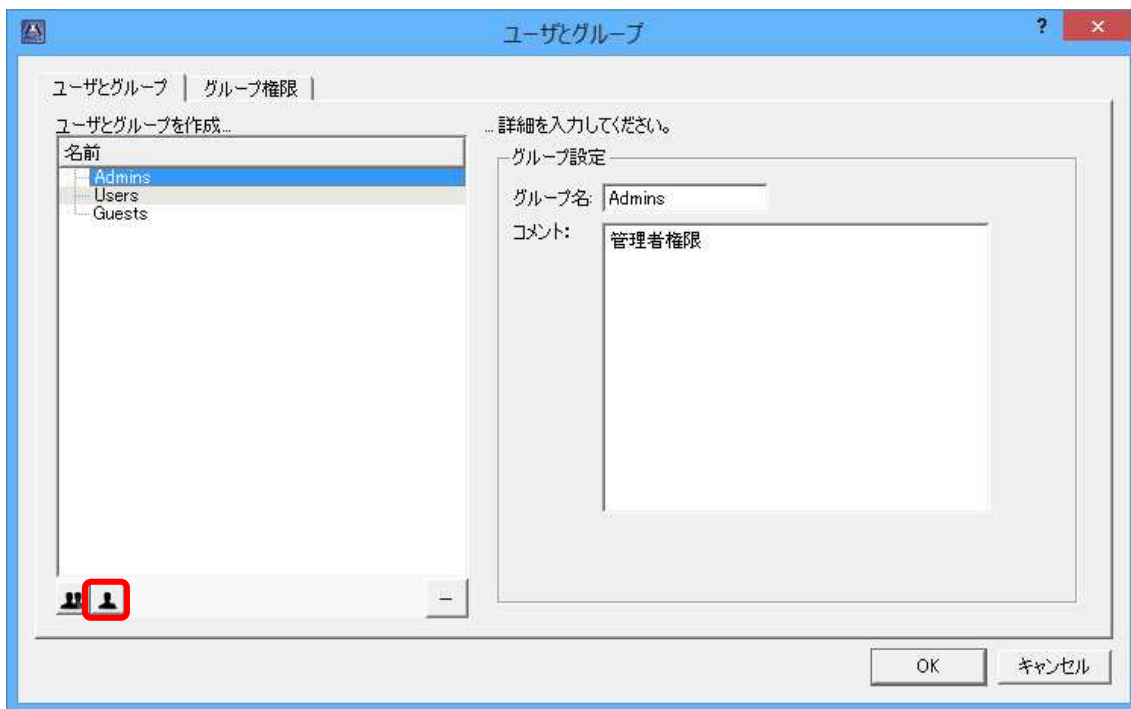 ユーザとグループ
?
×
ユーザとグループ
グループ権限
ユーザとグループを作成...
名前
Admins
Users
Guests
−
...詳細を入力してください。
グループ設定
グループ名:
Admins
コメント:
管理者権限
OK
キャンセル